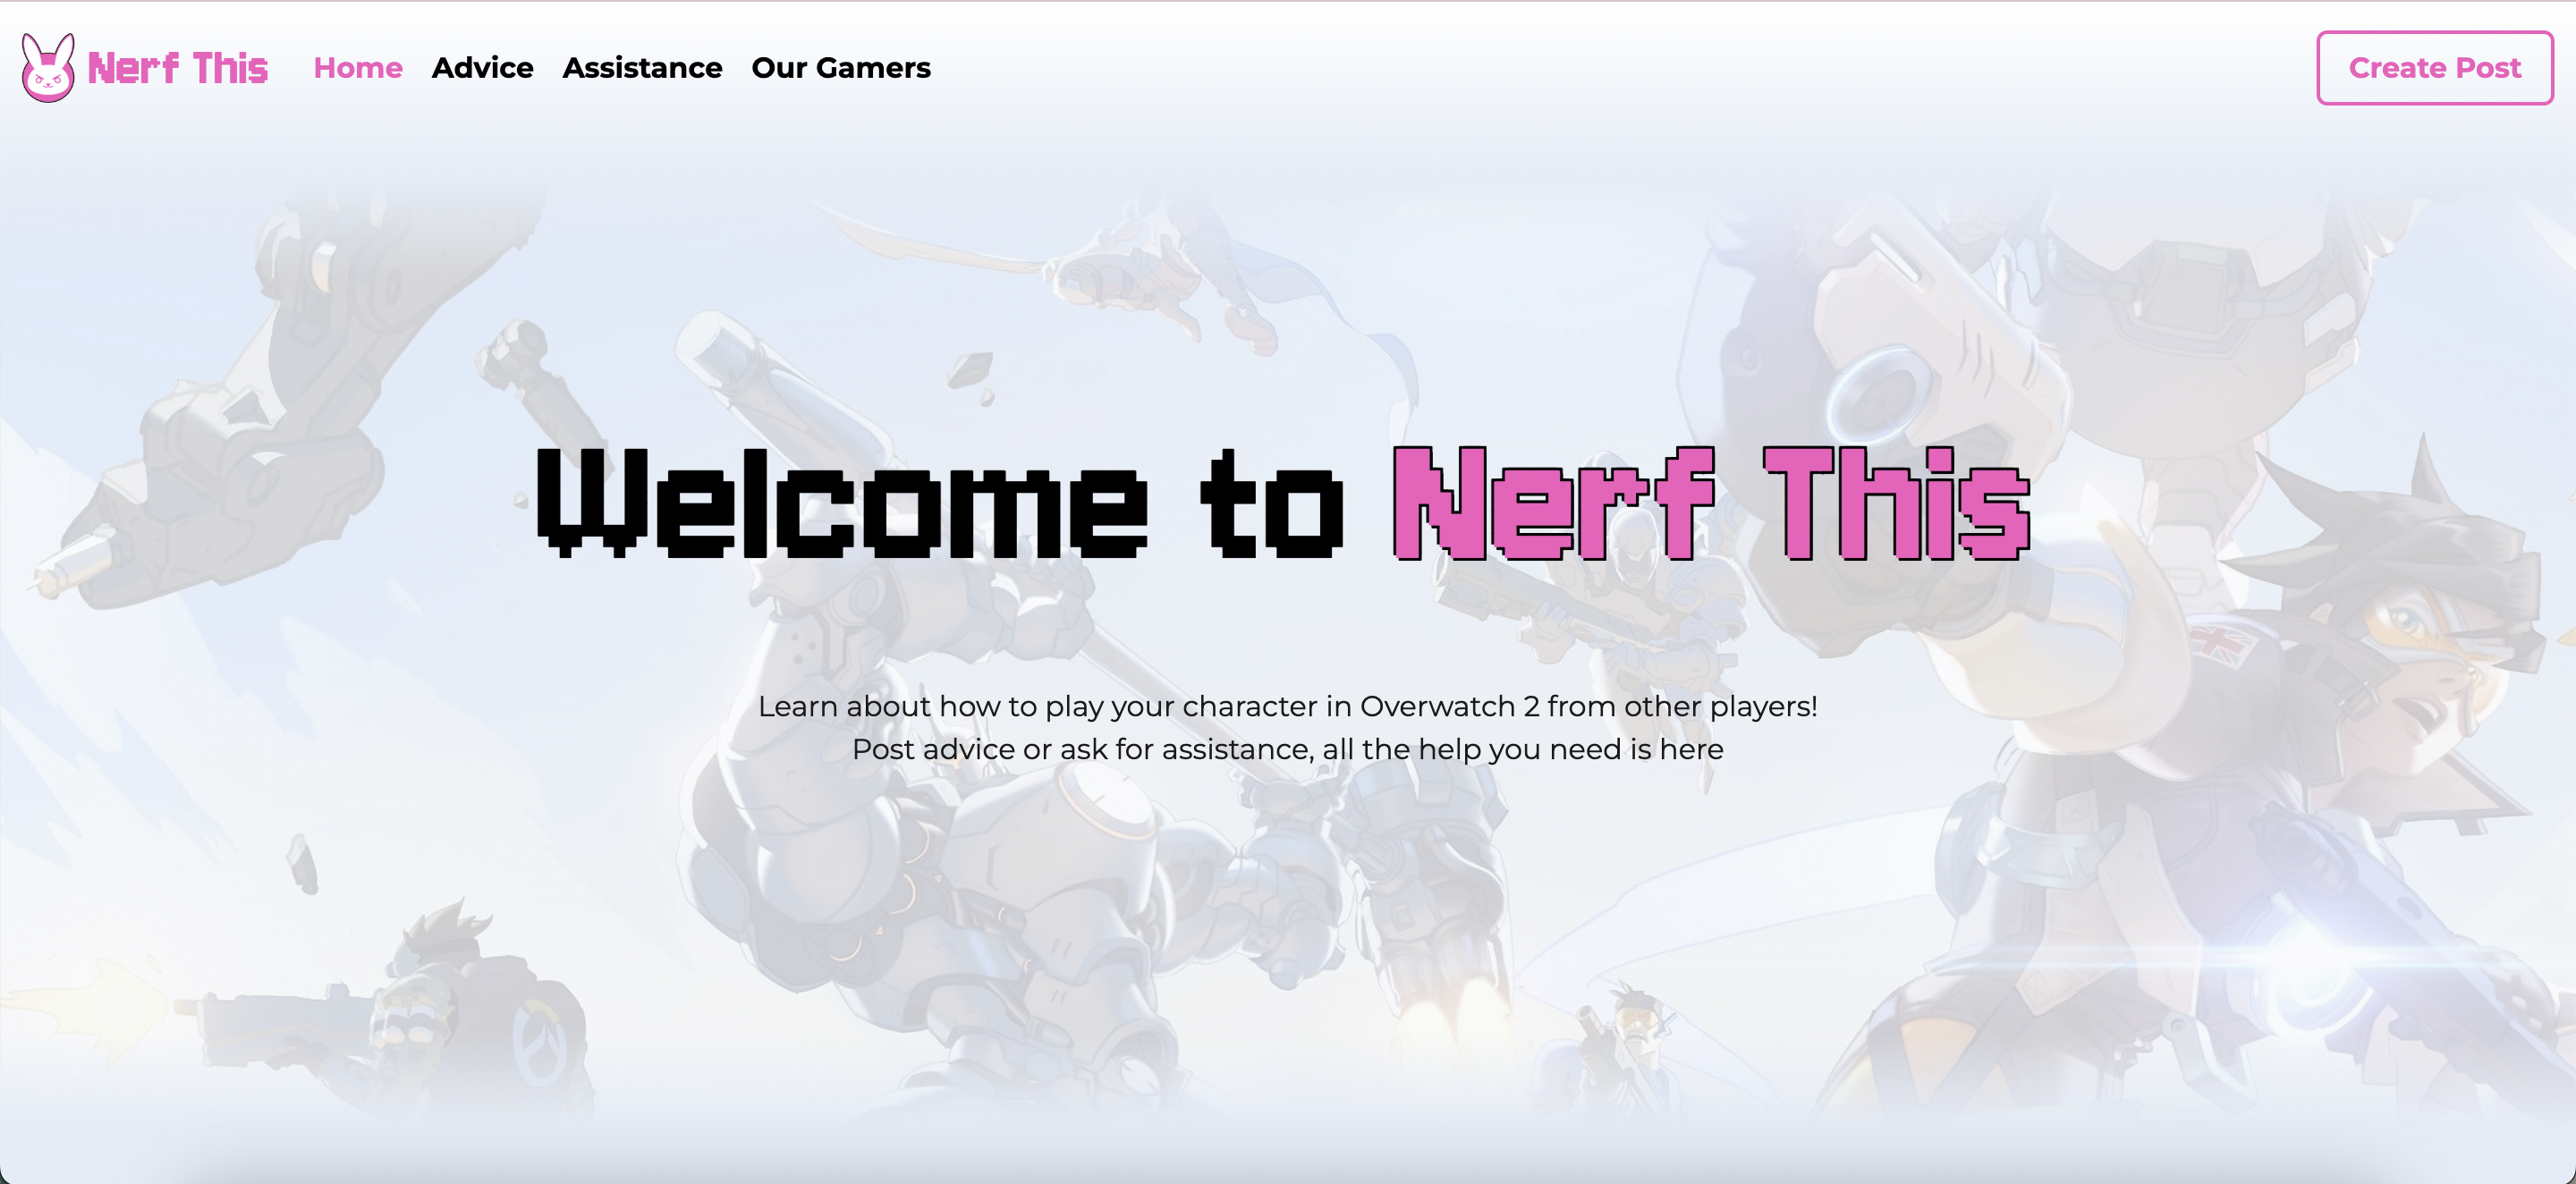 Nerf This Home Advice Assistance Our Gamers Create Post
Welcome to Nerf This
Learn about how to play your character in Overwatch 2 from other players!
Post advice or ask for assistance, all the help you need is here